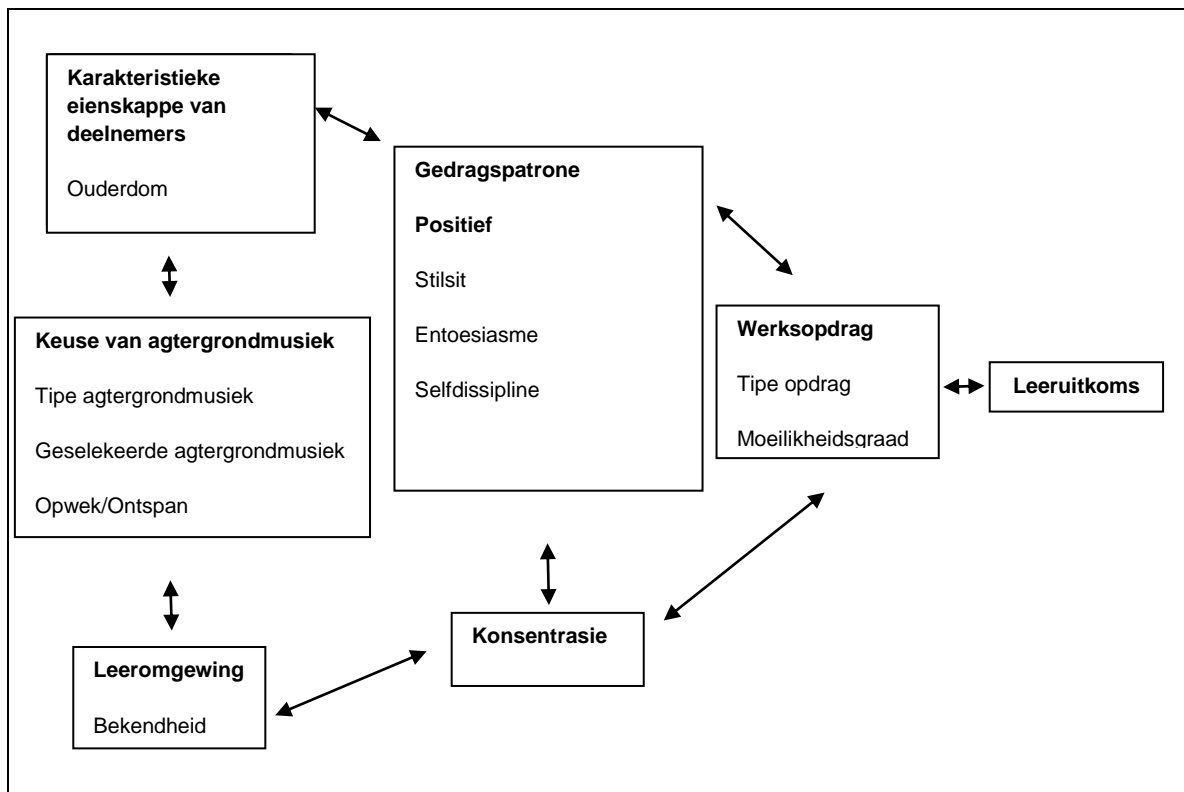 Karakteristieke
eienskappe van
deelnemers
Ouderdom
Keuse van agtergrondmusiek
Tipe agtergrondmusiek
Geselekeerde agtergrondmusiek
Opwek/Ontspan
Leeromgewing
Bekendheid
Gedragspatrone
Positief
Stilsit
Entoesiasme
Selfdissipline
Konsentrasie
Werksopdrag
Tipe opdrag
Moeilikheidsgraad
Leeruitkoms